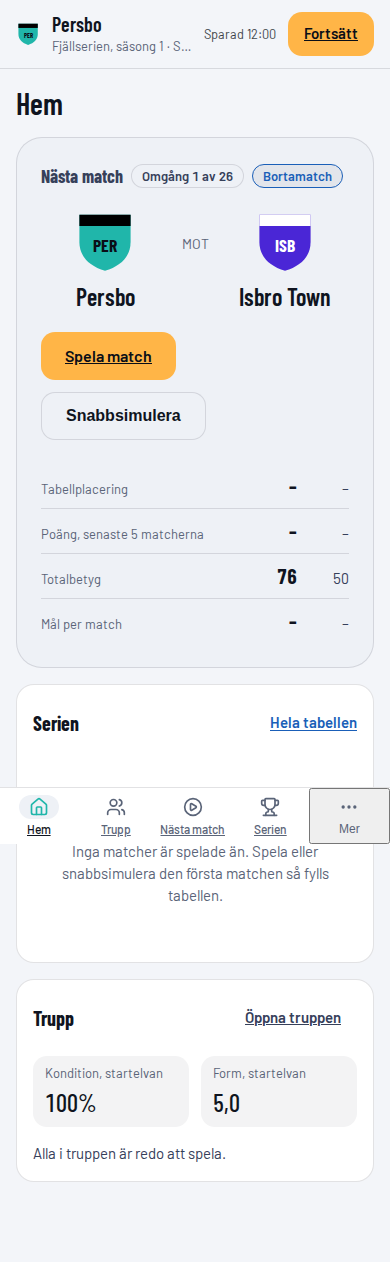 PER
Persbo
Fjällserien, säsong 1 · S...
Sparad 12:00
Fortsätt
Hem
Nästa match
Omgång 1 av 26
Bortamatch
PER
MOT
ISB
Persbo
Isbro Town
Spela match
Snabbsimulera
Tabellplacering - –
Poäng, senaste 5 matcherna - –
Totalbetyg 76 50
Mål per match - –
Serien
Hela tabellen
Hem
Trupp
Nästa match
Serien
Mer
Inga matcher är spelade än. Spela eller
snabbsimulera den första matchen så fylls
tabellen.
Trupp
Öppna truppen
Kondition, startelvan
100%
Form, startelvan
5,0
Alla i truppen är redo att spela.